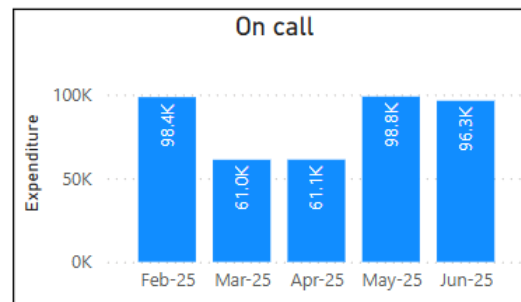 On call
Expenditure
100K
50K
0K
98.4K
61.0K
61.1K
98.8K
96.3K
Feb-25 Mar-25 Apr-25 May-25 Jun-25